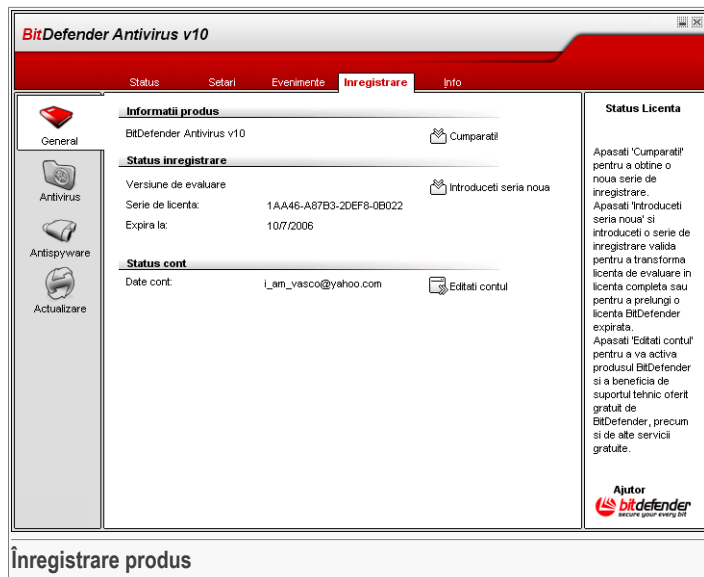 BitDefender Antivirus v10
Status Setari Evenimente Inregistrare Info
General
Antivirus
Antispyware
Actualizare
Informatii produs
BitDefender Antivirus v10 Cumparati!
Status inregistrare
Versiune de evaluare Introduceti seria noua
Serie de licenta: 1AA46-A87B3-2DEF8-0B022
Expira la: 10/7/2006
Status cont
Date cont: i_am_vasco@yahoo.com Editati contul
Status Licenta
Apasati 'Cumparati!'
pentru a obtine o
noua serie de
inregistrare.
Apasati 'Introduceti
seria noua' si
introduceti o serie de
inregistrare valida
pentru a transforma
licenta de evaluare in
licenta completa sau
pentru a prelungi o
licenta BitDefender
expirata.
Apasati 'Editati contul'
pentru a va activa
produsul BitDefender
si a beneficia de
suportul tehnic oferit
gratuit de
BitDefender, precum
si de alte servicii
gratuite.
Ajutor
bitdefender
secure your every bit
Înregistrare produs